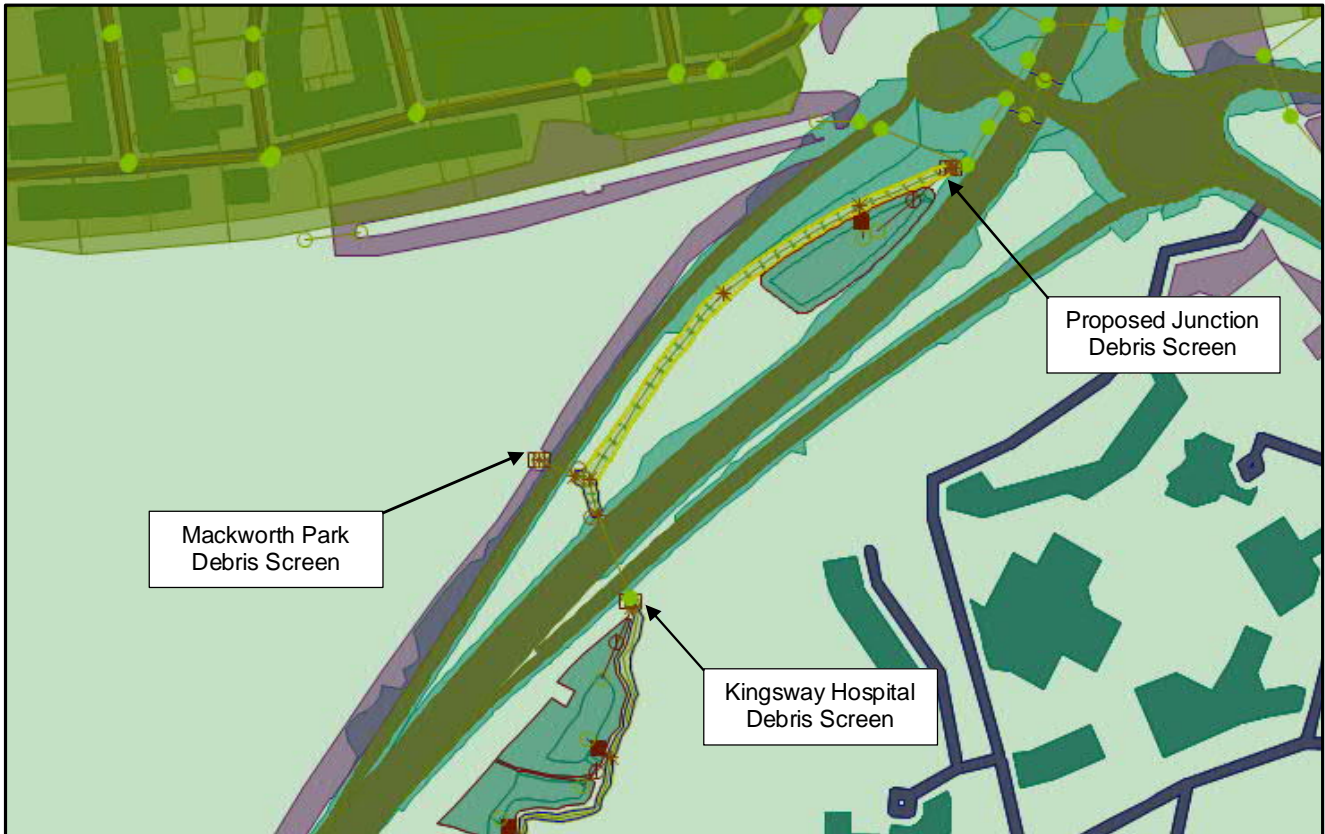 Proposed Junction
Debris Screen
Mackworth Park
Debris Screen
Kingsway Hospital
Debris Screen